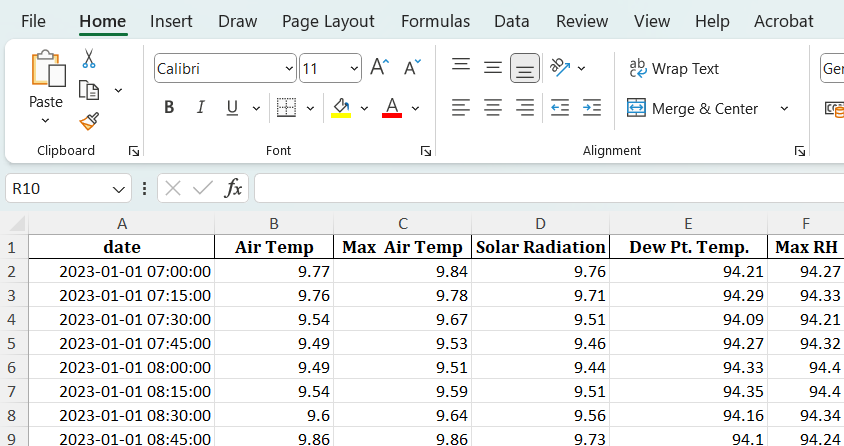 File Home Insert Draw Page Layout Formulas Data Review View Help Acrobat
Calibri 11 A A ab Wrap Text
Paste B I U A Merge & Center
Clipboard Font Alignment
R10 fx
A B C D E F
1 date Air Temp Max Air Temp Solar Radiation Dew Pt. Temp. Max RH
2 2023-01-01 07:00:00 9.77 9.84 9.76 94.21 94.27
3 2023-01-01 07:15:00 9.76 9.78 9.71 94.29 94.33
4 2023-01-01 07:30:00 9.54 9.67 9.51 94.09 94.21
5 2023-01-01 07:45:00 9.49 9.53 9.46 94.27 94.32
6 2023-01-01 08:00:00 9.49 9.51 9.44 94.33 94.4
7 2023-01-01 08:15:00 9.54 9.59 9.51 94.35 94.4
8 2023-01-01 08:30:00 9.6 9.64 9.56 94.16 94.34
9 2023-01-01 08:45:00 9.86 9.86 9.73 94.1 94.24